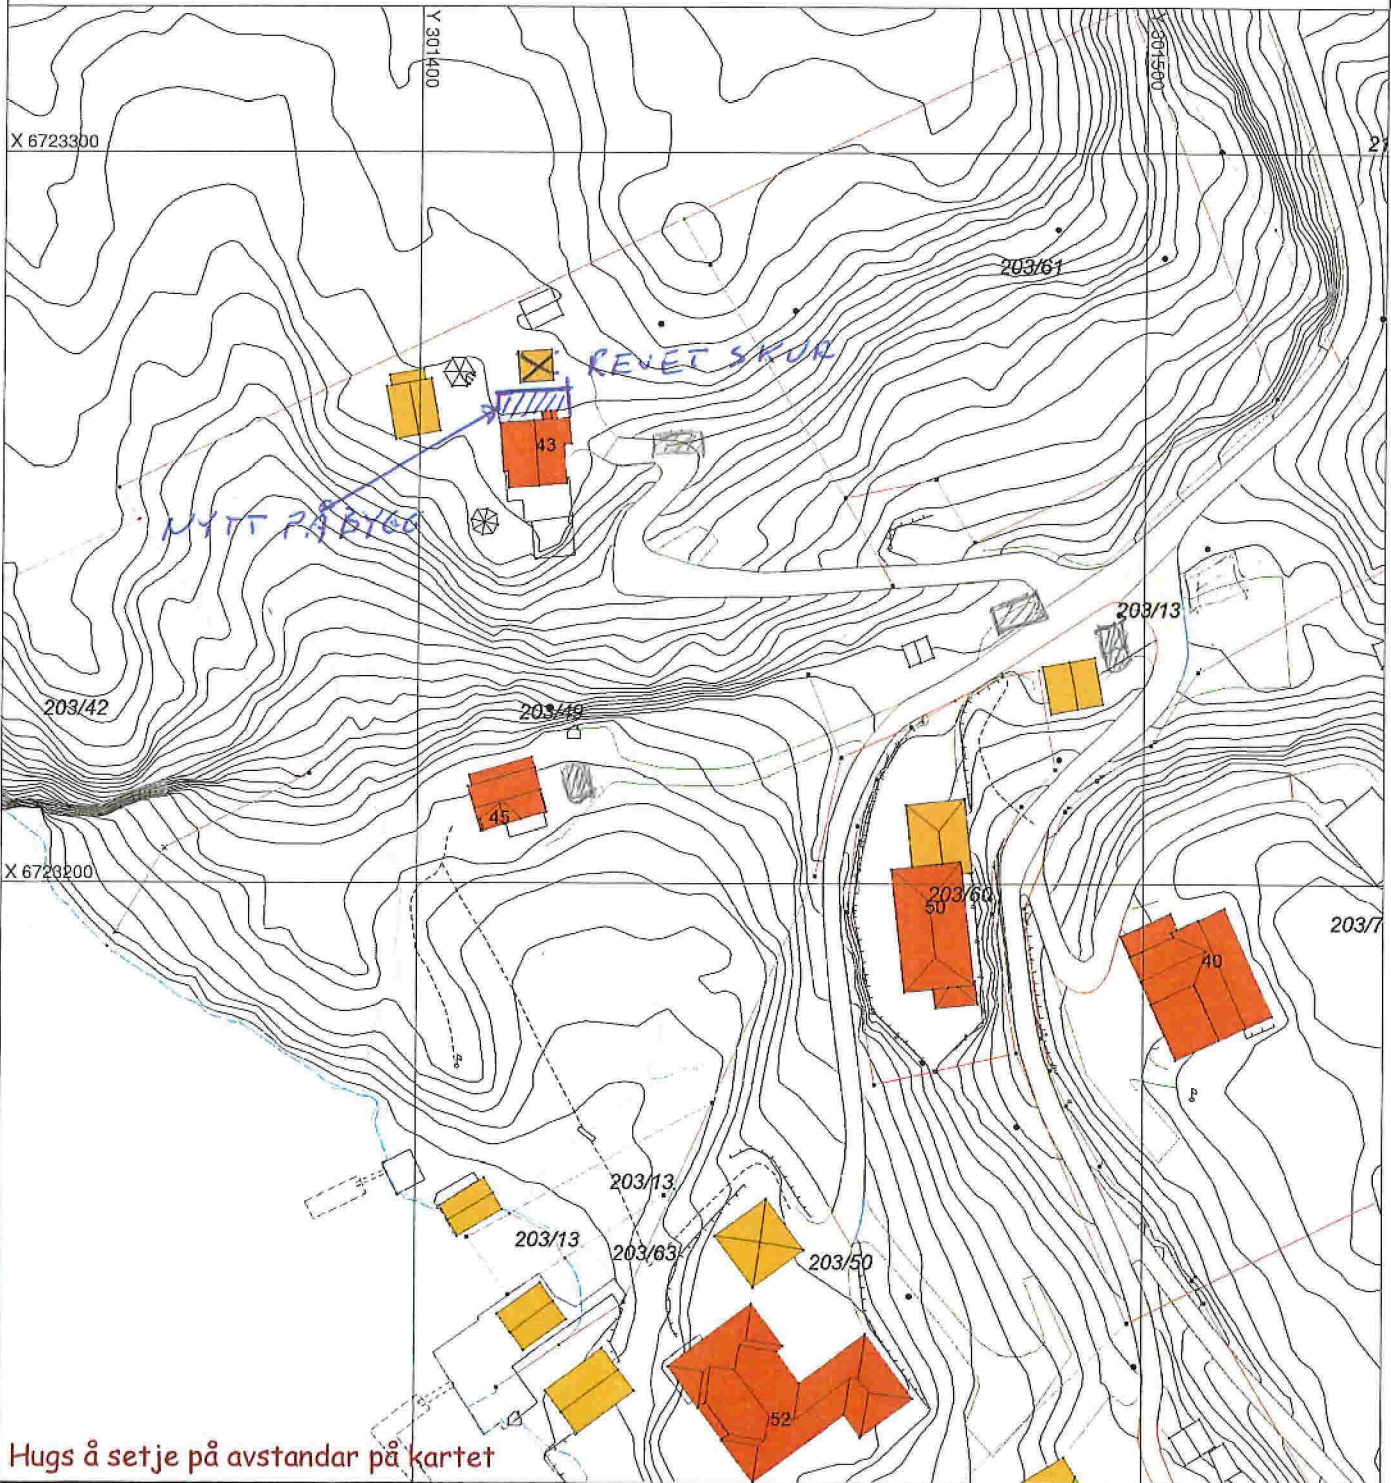 Y 301400
Y 301500
X 6723300
21
203/61
REVET SKUR
43
NYTT PÅBYGG
203/13
203/42
203/49
45
X 6723200
203/60
50
203/7
40
203/13
203/13
203/63
203/50
52
Hugs å setje på avstandar på kartet